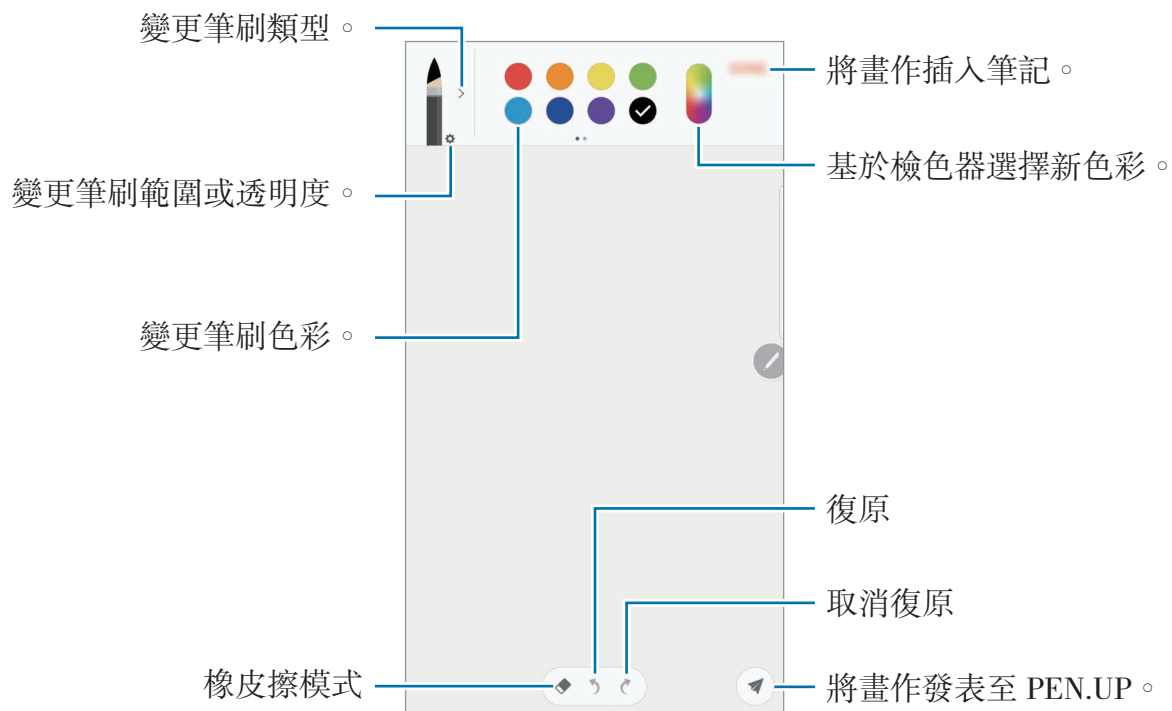 變更筆刷類型。
將畫作插入筆記。
基於檢色器選擇新色彩。
變更筆刷範圍或透明度。
變更筆刷色彩。
復原
取消復原
橡皮擦模式
將畫作發表至 PEN.UP。